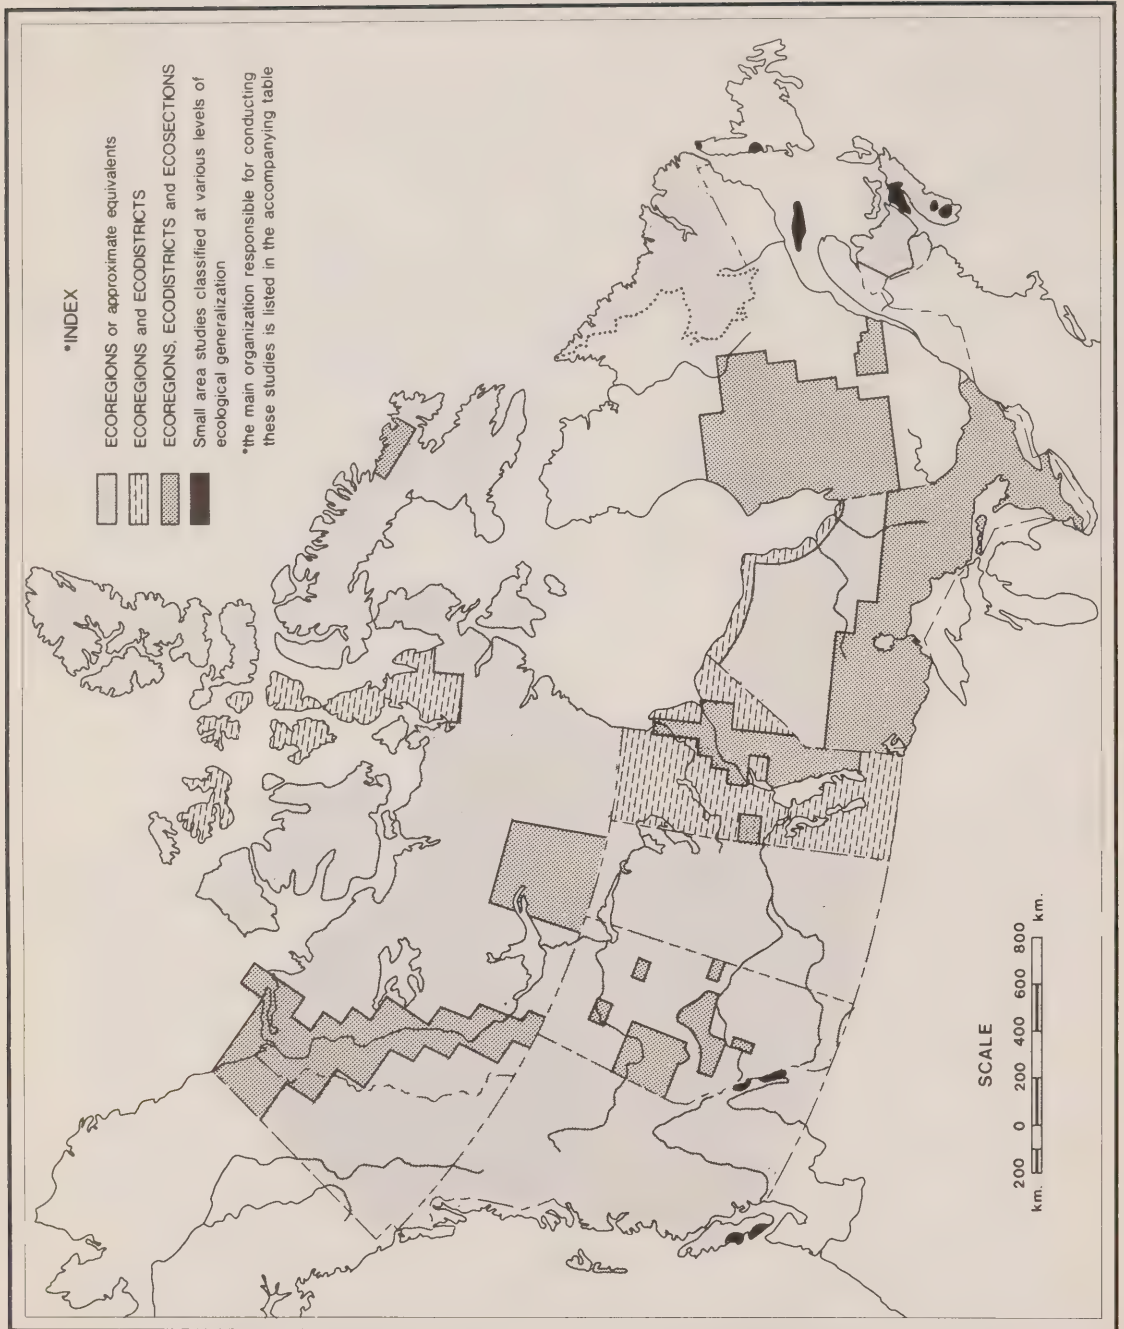 *INDEX
ECOREGIONS or approximate equivalents
ECOREGIONS and ECODISTRICTS
ECOREGIONS, ECODISTRICTS and ECOSECTIONS
Small area studies classified at various levels of
ecological generalization
*the main organization responsible for conducting
these studies is listed in the accompanying table
SCALE
200 0 200 400 600 800
km. km.